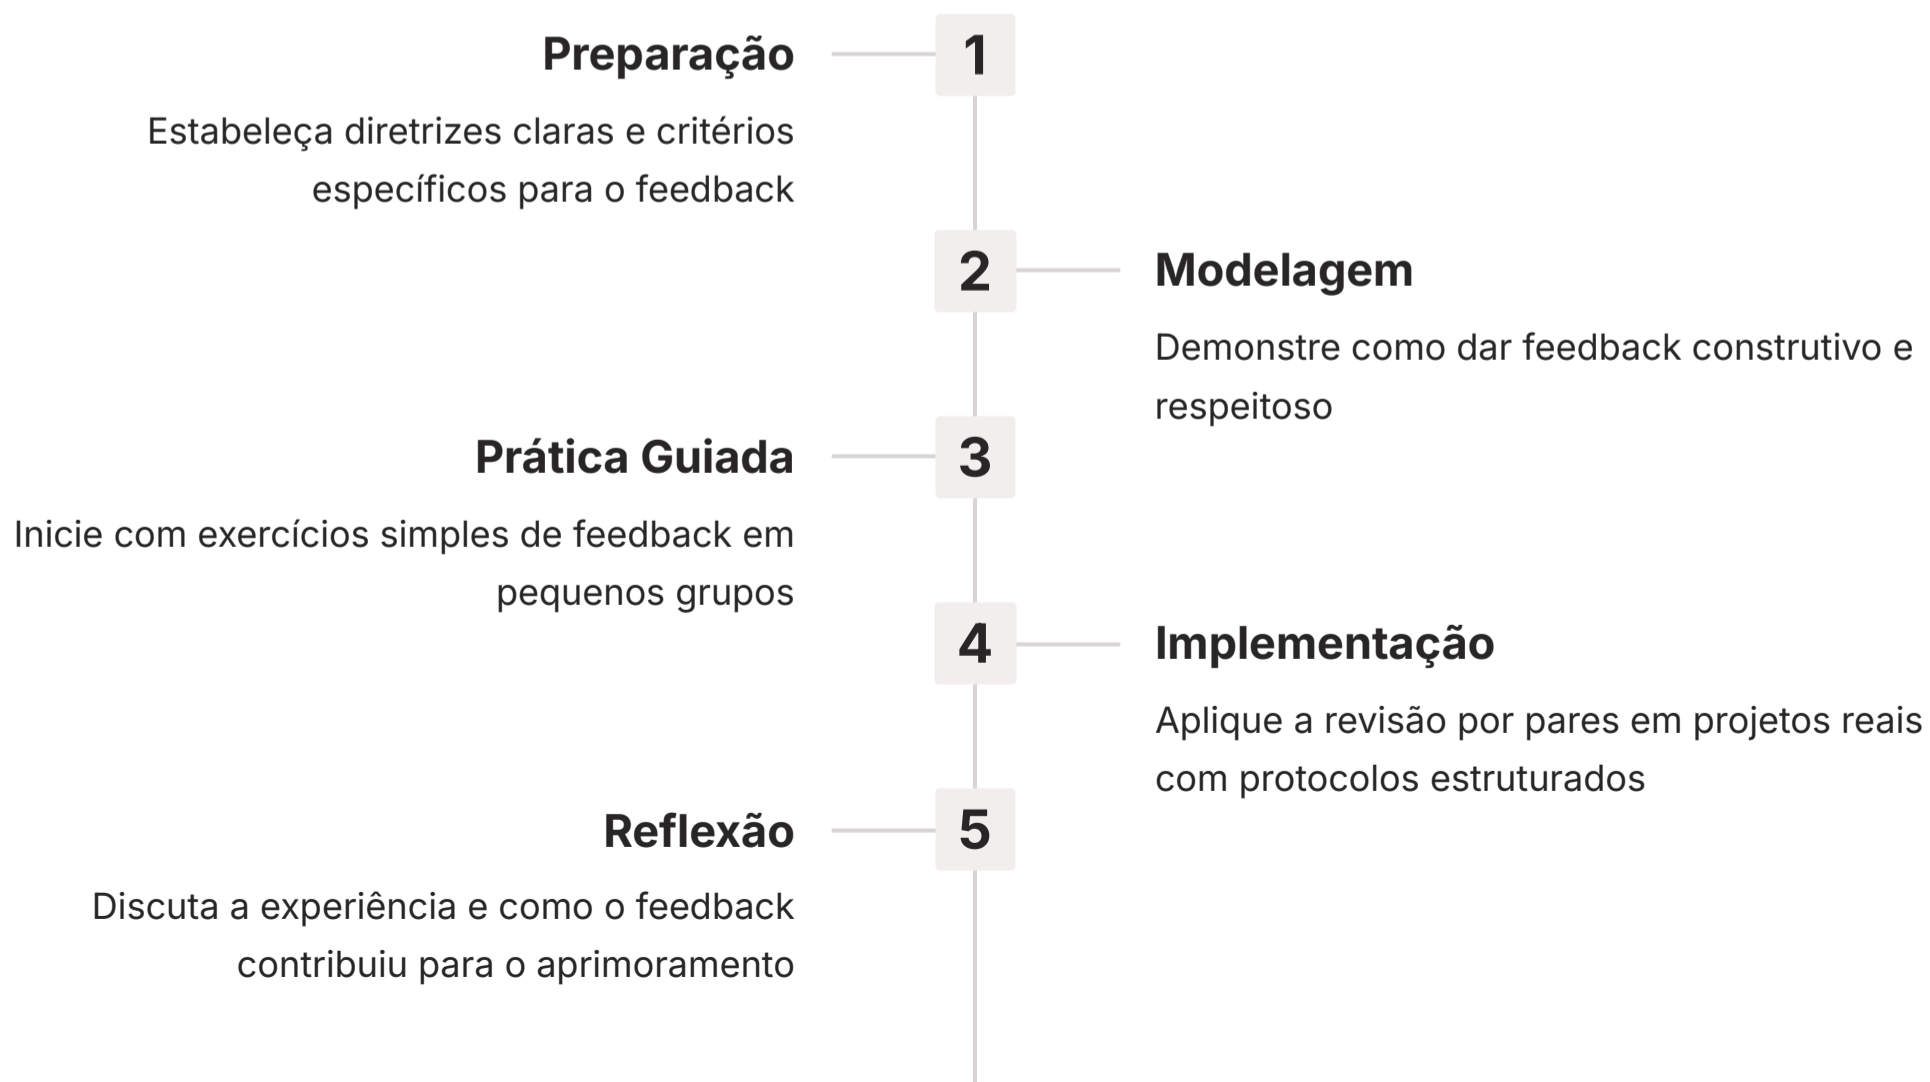 1
Preparação
Estabeleça diretrizes claras e critérios
específicos para o feedback
2
Modelagem
Demonstre como dar feedback construtivo e
respeitoso
3
Prática Guiada
Inicie com exercícios simples de feedback em
pequenos grupos
4
Implementação
Aplique a revisão por pares em projetos reais
com protocolos estruturados
5
Reflexão
Discuta a experiência e como o feedback
contribuiu para o aprimoramento